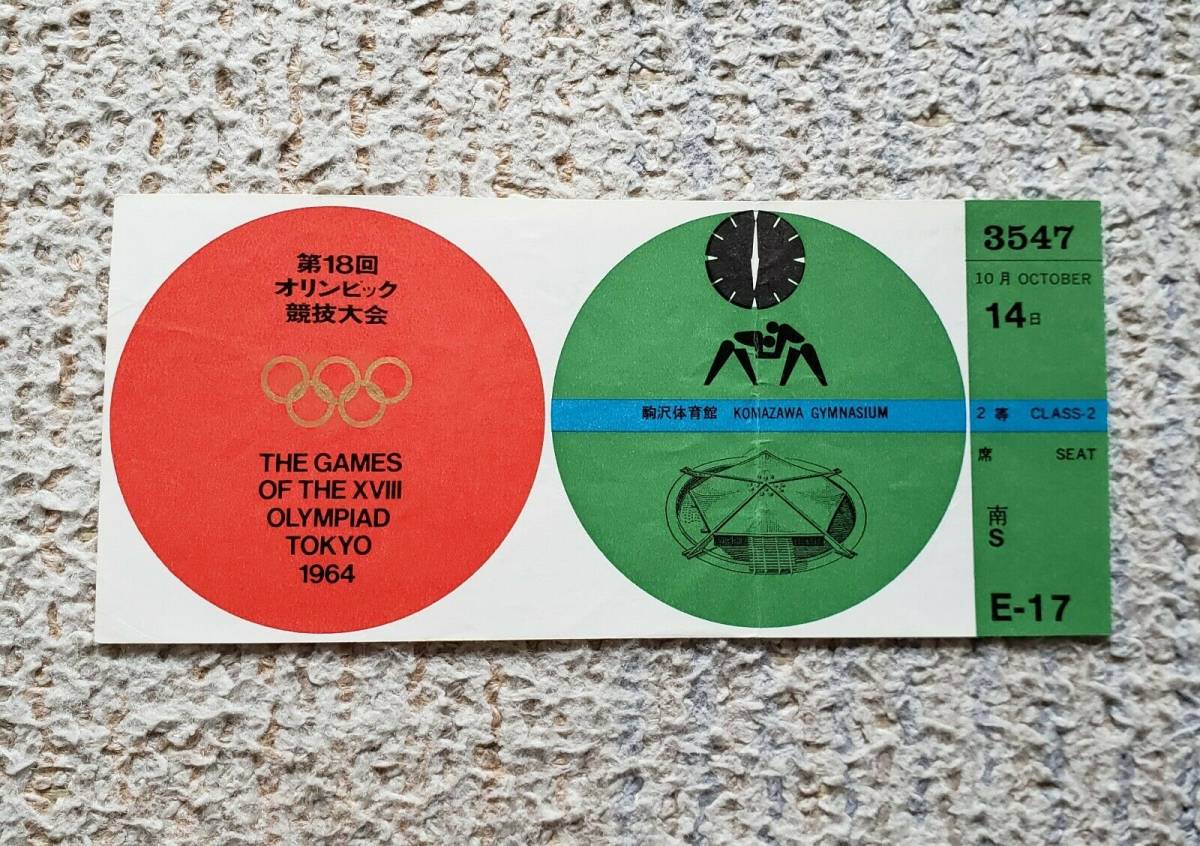 第18回
オリンピック
競技大会
THE GAMES
OF THE XVIII
OLYMPIAD
TOKYO
1964
駒沢体育館 KOMAZAWA GYMNASIUM
3547
10月 OCTOBER
14日
2等 CLASS-2
席 SEAT
南
S
E-17